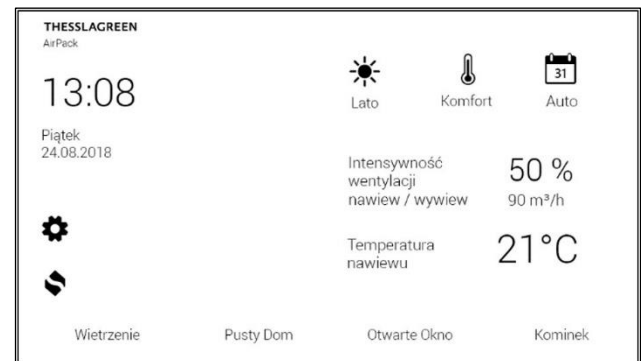 THESSLAGREEN
AirPack
13:08
Piątek
24.08.2018
31
Lato
Komfort
Auto
Intensywność
wentylacji
nawiew / wywiew
50 %
90 m³/h
Temperatura
nawiewu
21°C
Wietrzenie
Pusty Dom
Otwarte Okno
Kominek